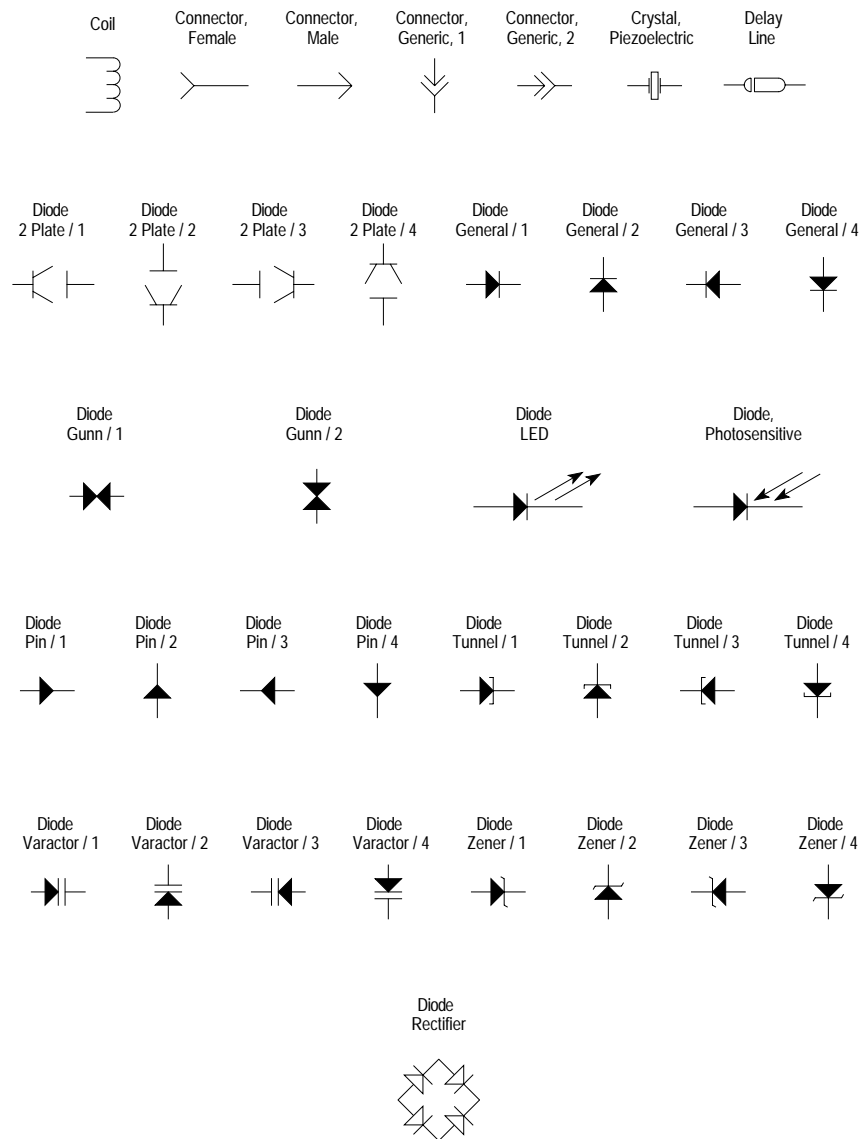 Coil
Connector,
Female
Connector,
Male
Connector,
Generic, 1
Connector,
Generic, 2
Crystal,
Piezoelectric
Delay
Line
Diode
2 Plate / 1
Diode
2 Plate / 2
Diode
2 Plate / 3
Diode
2 Plate / 4
Diode
General / 1
Diode
General / 2
Diode
General / 3
Diode
General / 4
Diode
Gunn / 1
Diode
Gunn / 2
Diode
LED
Diode,
Photosensitive
Diode
Pin / 1
Diode
Pin / 2
Diode
Pin / 3
Diode
Pin / 4
Diode
Tunnel / 1
Diode
Tunnel / 2
Diode
Tunnel / 3
Diode
Tunnel / 4
Diode
Varactor / 1
Diode
Varactor / 2
Diode
Varactor / 3
Diode
Varactor / 4
Diode
Zener / 1
Diode
Zener / 2
Diode
Zener / 3
Diode
Zener / 4
Diode
Rectifier